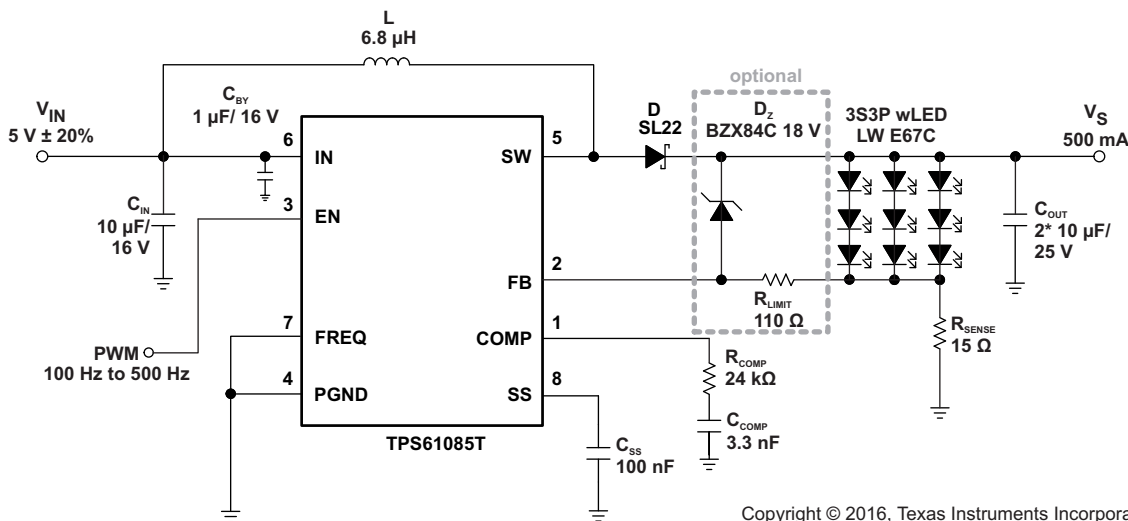 L
6.8 µH
optional
V_IN
5 V ± 20%
C_BY
1 µF/ 16 V
D
SL22
D_Z
BZX84C 18 V
3S3P wLED
LW E67C
V_S
500 mA
6
IN
SW
5
C_IN
10 µF/
16 V
3
EN
C_OUT
2* 10 µF/
25 V
FB
2
R_LIMIT
110 Ω
7
FREQ
COMP
1
R_SENSE
15 Ω
PWM
100 Hz to 500 Hz
4
PGND
SS
8
R_COMP
24 kΩ
C_COMP
3.3 nF
TPS61085T
C_SS
100 nF
Copyright © 2016, Texas Instruments